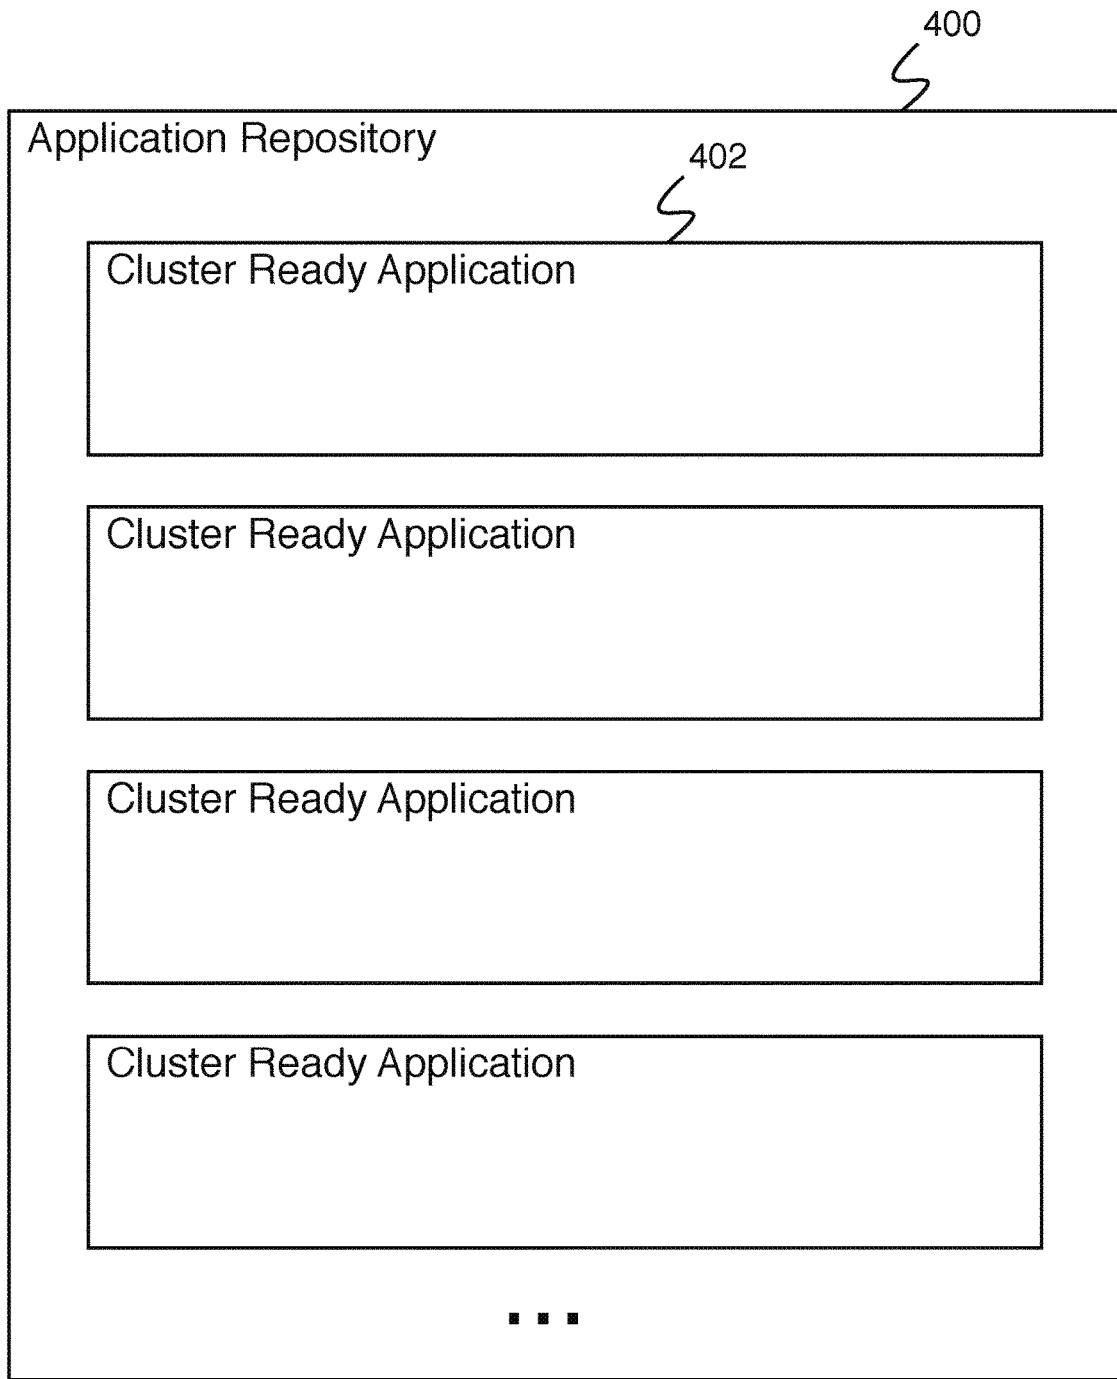 400
Application Repository
402
Cluster Ready Application
Cluster Ready Application
Cluster Ready Application
Cluster Ready Application
...